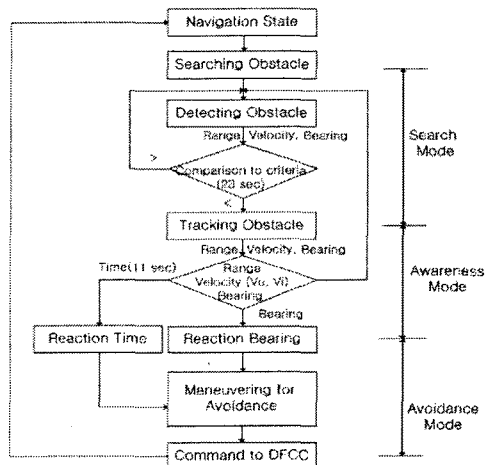 Navigation State
Searching Obstacle
Detecting Obstacle
Range, Velocity, Bearing
>
Comparison to criteria
(23 sec)
<
Search
Mode
Tracking Obstacle
Range, Velocity, Bearing
Time(11 sec)
Range
Velocity (Vo, Vi)
Bearing
Awareness
Mode
Bearing
Reaction Time
Reaction Bearing
Maneuvering for
Avoidance
Avoidance
Mode
Command to DFCC